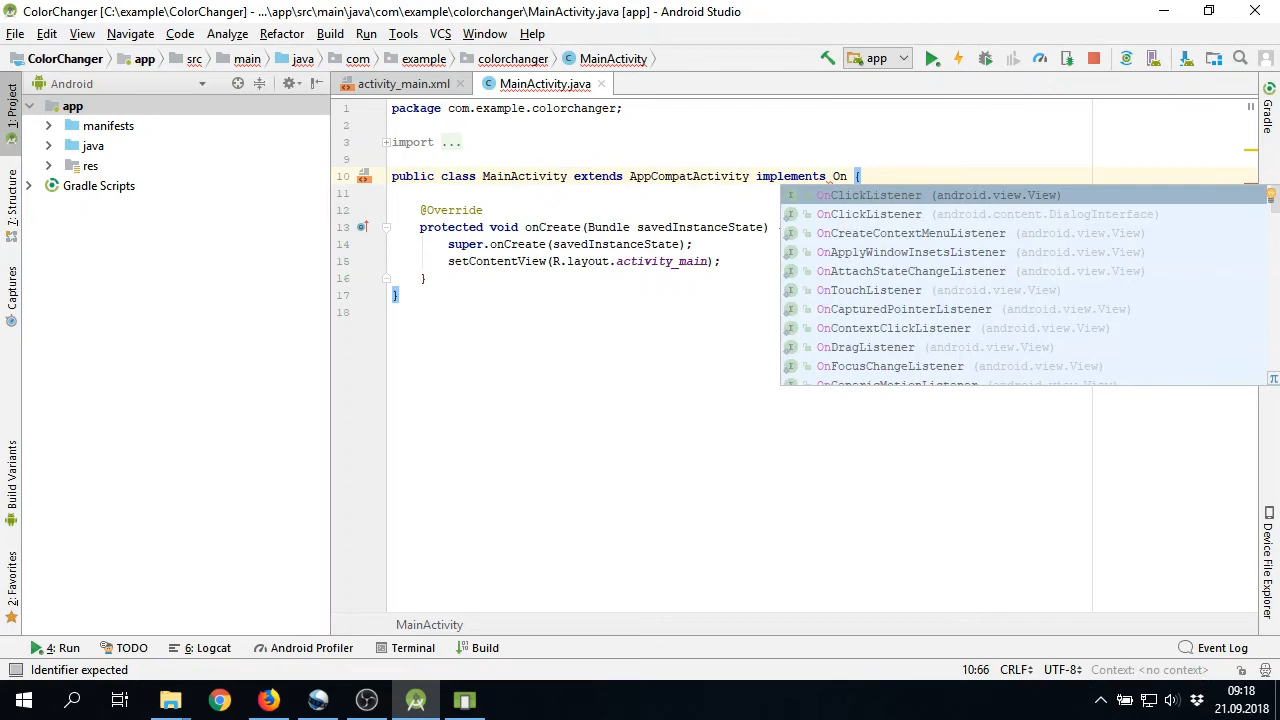 ColorChanger [C:\example\ColorChanger] - ...\app\src\main\java\com\example\colorchanger\MainActivity.java [app] - Android Studio
File Edit View Navigate Code Analyze Refactor Build Run Tools VCS Window Help
ColorChanger app src main java com example colorchanger MainActivity app
Android activity_main.xml MainActivity.java
1: Project
Z: Structure
Captures
Build Variants
2: Favorites
app
manifests
java
res
Gradle Scripts
1 package com.example.colorchanger;
2
3 import ...
9
10 public class MainActivity extends AppCompatActivity implements On {
11
12 @Override
13 protected void onCreate(Bundle savedInstanceState)
14 super.onCreate(savedInstanceState);
15 setContentView(R.layout.activity_main);
16 }
17 }
18
OnClickListener (android.view.View)
OnClickListener (android.content.DialogInterface)
OnCreateContextMenuListener (android.view.View)
OnApplyWindowInsetsListener (android.view.View)
OnAttachStateChangeListener (android.view.View)
OnTouchListener (android.view.View)
OnCapturedPointerListener (android.view.View)
OnContextClickListener (android.view.View)
OnDragListener (android.view.View)
OnFocusChangeListener (android.view.View)
OnGenericMotionListener (android.view.View)
π
Gradle
Device File Explorer
MainActivity
4: Run TODO 6: Logcat Android Profiler Terminal Build Event Log
Identifier expected 10:66 CRLF UTF-8 Context: <no context>
09:18
21.09.2018